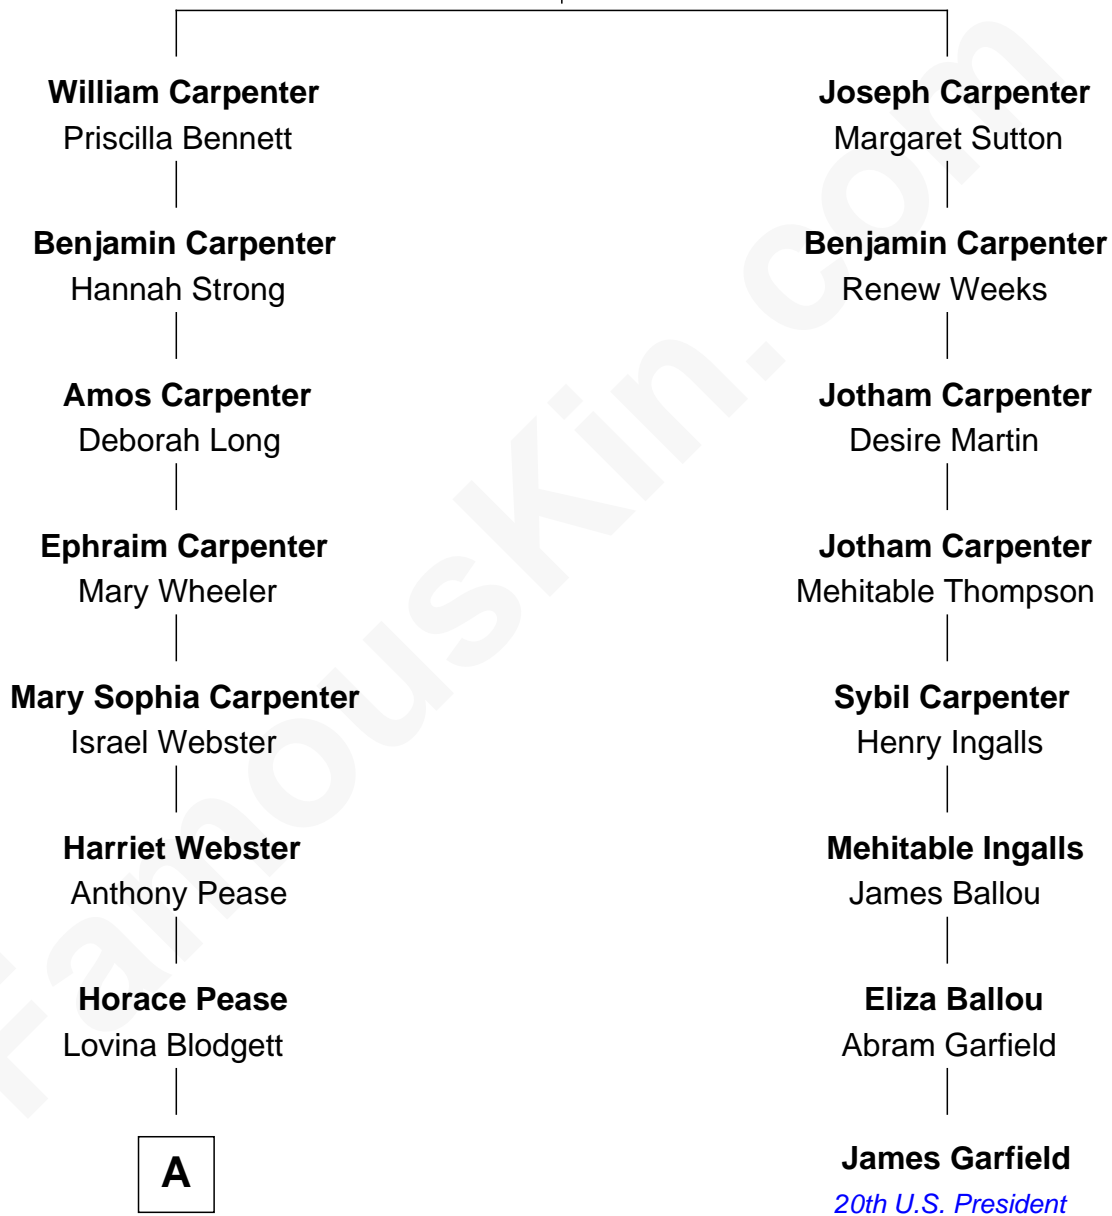 William Carpenter
Priscilla Bennett
Benjamin Carpenter
Hannah Strong
Amos Carpenter
Deborah Long
Ephraim Carpenter
Mary Wheeler
Mary Sophia Carpenter
Israel Webster
Harriet Webster
Anthony Pease
Horace Pease
Lovina Blodgett
A
Joseph Carpenter
Margaret Sutton
Benjamin Carpenter
Renew Weeks
Jotham Carpenter
Desire Martin
Jotham Carpenter
Mehitable Thompson
Sybil Carpenter
Henry Ingalls
Mehitable Ingalls
James Ballou
Eliza Ballou
Abram Garfield
James Garfield
20th U.S. President
FamousKin.com